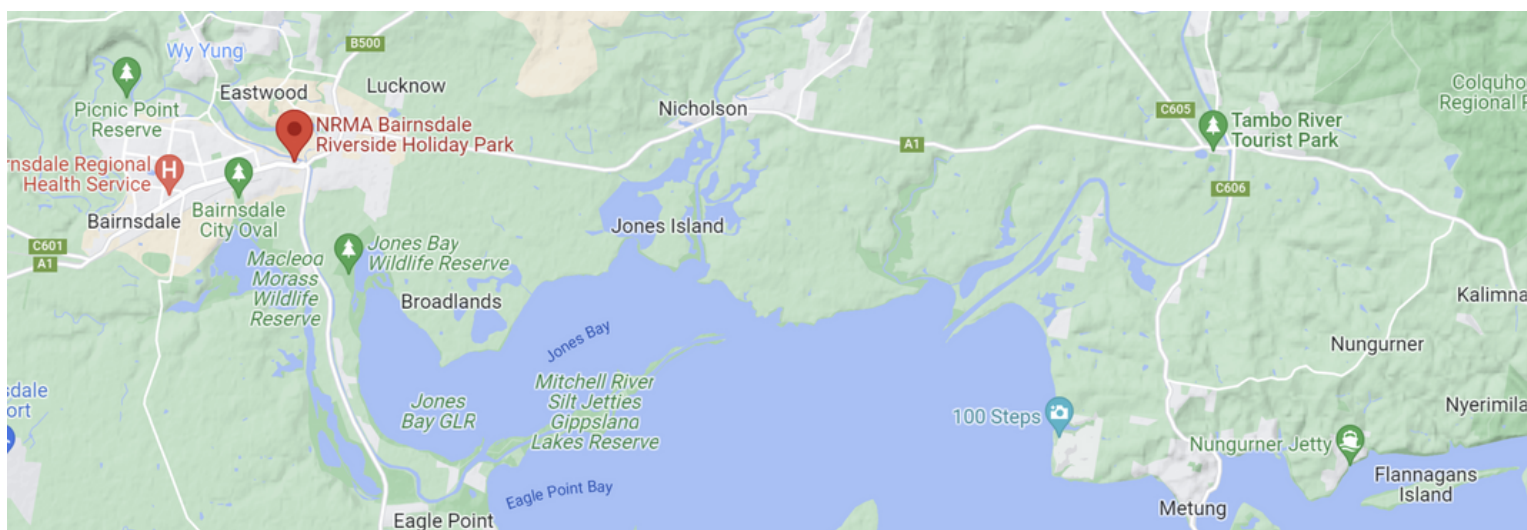 Wy Yung
B500
Picnic Point
Reserve
Eastwood
Lucknow
NRMA Bairnsdale
Riverside Holiday Park
Nicholson
C605
Colquho
Regional P
Tambo River
Tourist Park
A1
rnsdale Regional
Health Service
H
C606
Bairnsdale
Bairnsdale
City Oval
Jones Island
C601
A1
Macleod
Morass
Wildlife
Reserve
Jones Bay
Wildlife Reserve
Broadlands
Kalimna
Jones Bay
Nungurner
sdale
ort
Jones
Bay GLR
Mitchell River
Silt Jetties
Gippsland
Lakes Reserve
100 Steps
Nyerimila
Nungurner Jetty
Flannagans
Island
Eagle Point Bay
Metung
Eagle Point